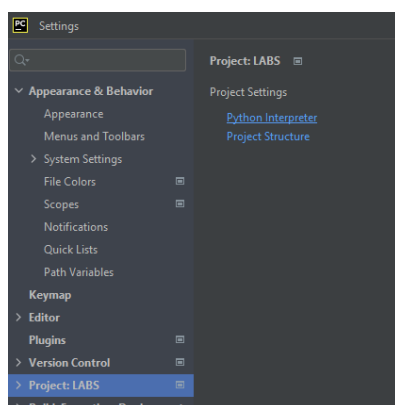 PC Settings
Appearance & Behavior
Appearance
Menus and Toolbars
System Settings
File Colors
Scopes
Notifications
Quick Lists
Path Variables
Keymap
Editor
Plugins
Version Control
Project: LABS
Project: LABS
Project Settings
Python Interpreter
Project Structure